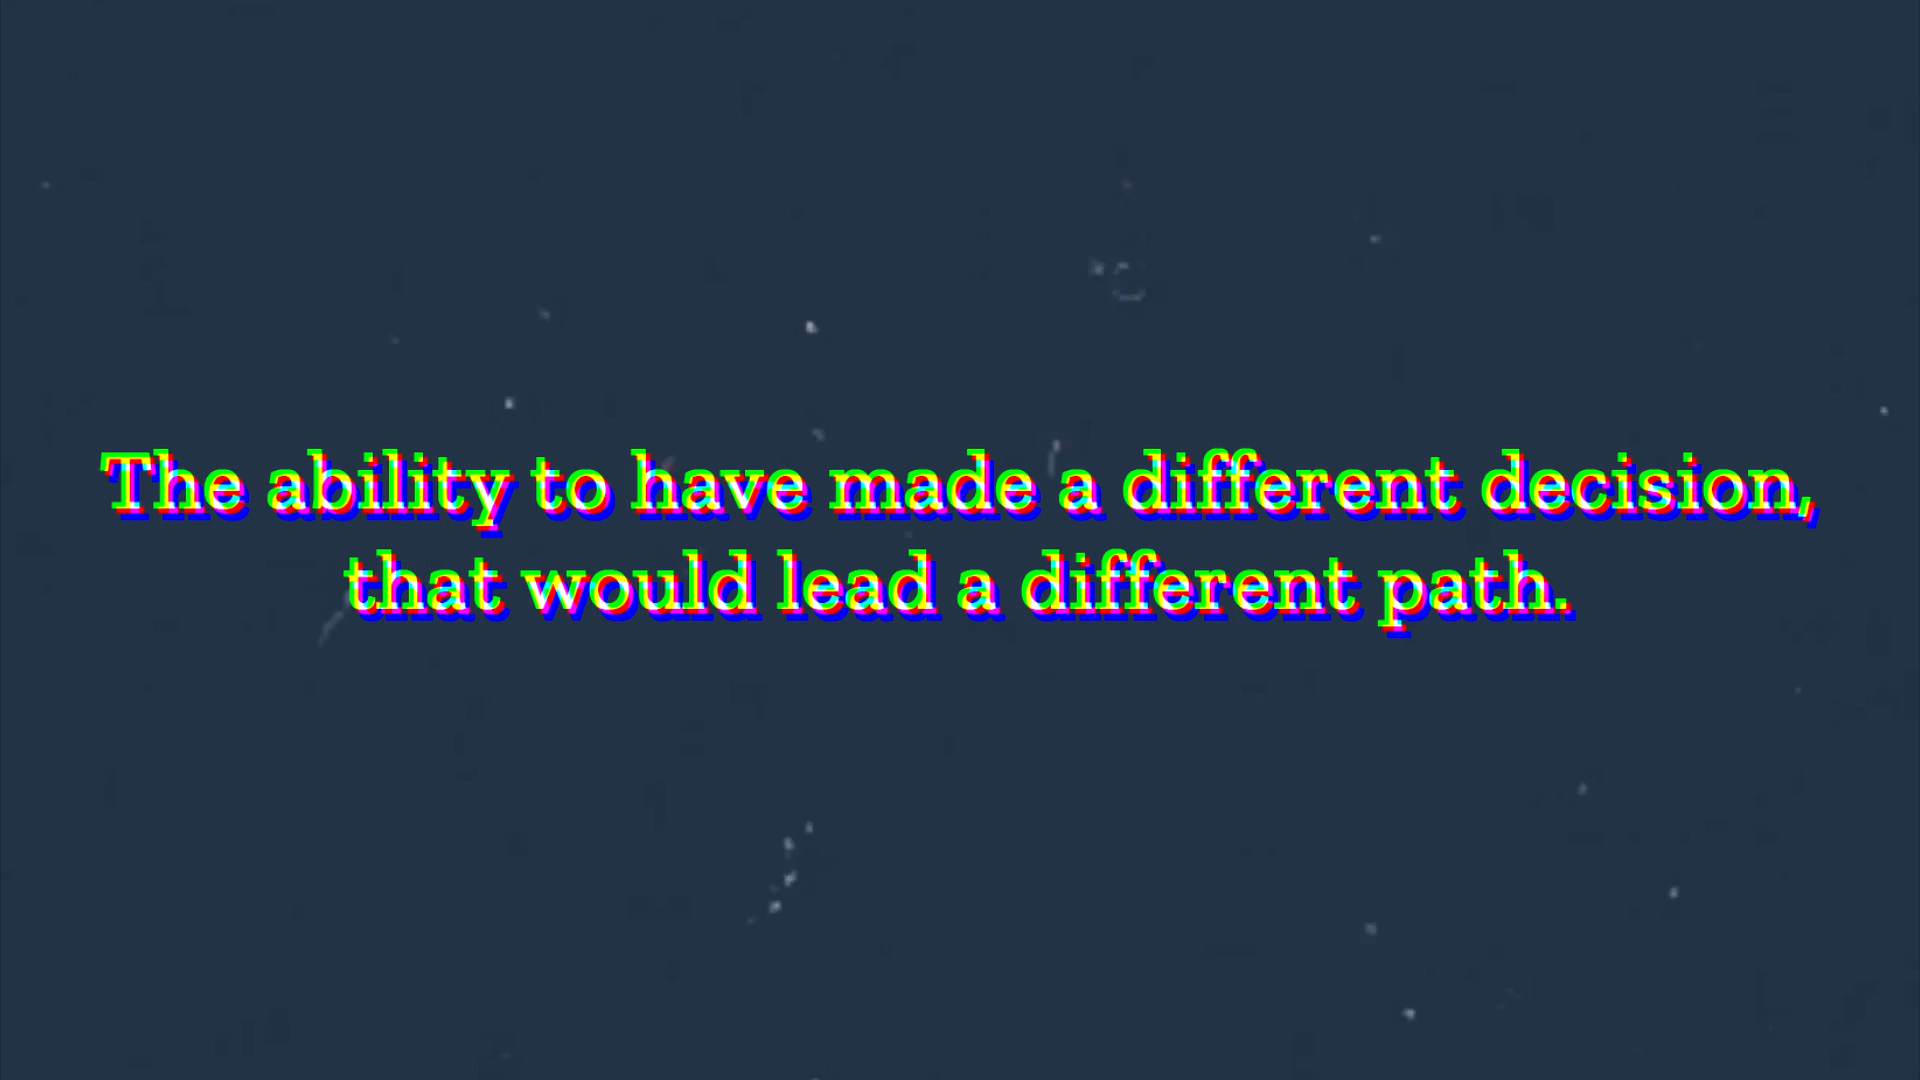 The ability to have made a different decision,
that would lead a different path.